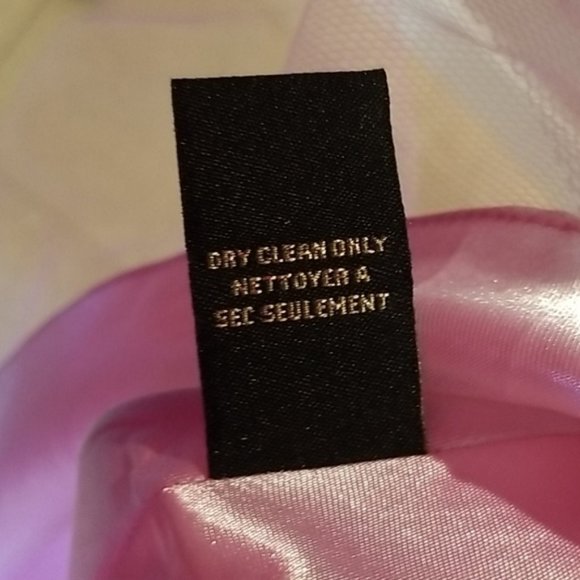 DRY CLEAN ONLY
NETTOYER A
SEC SEULEMENT